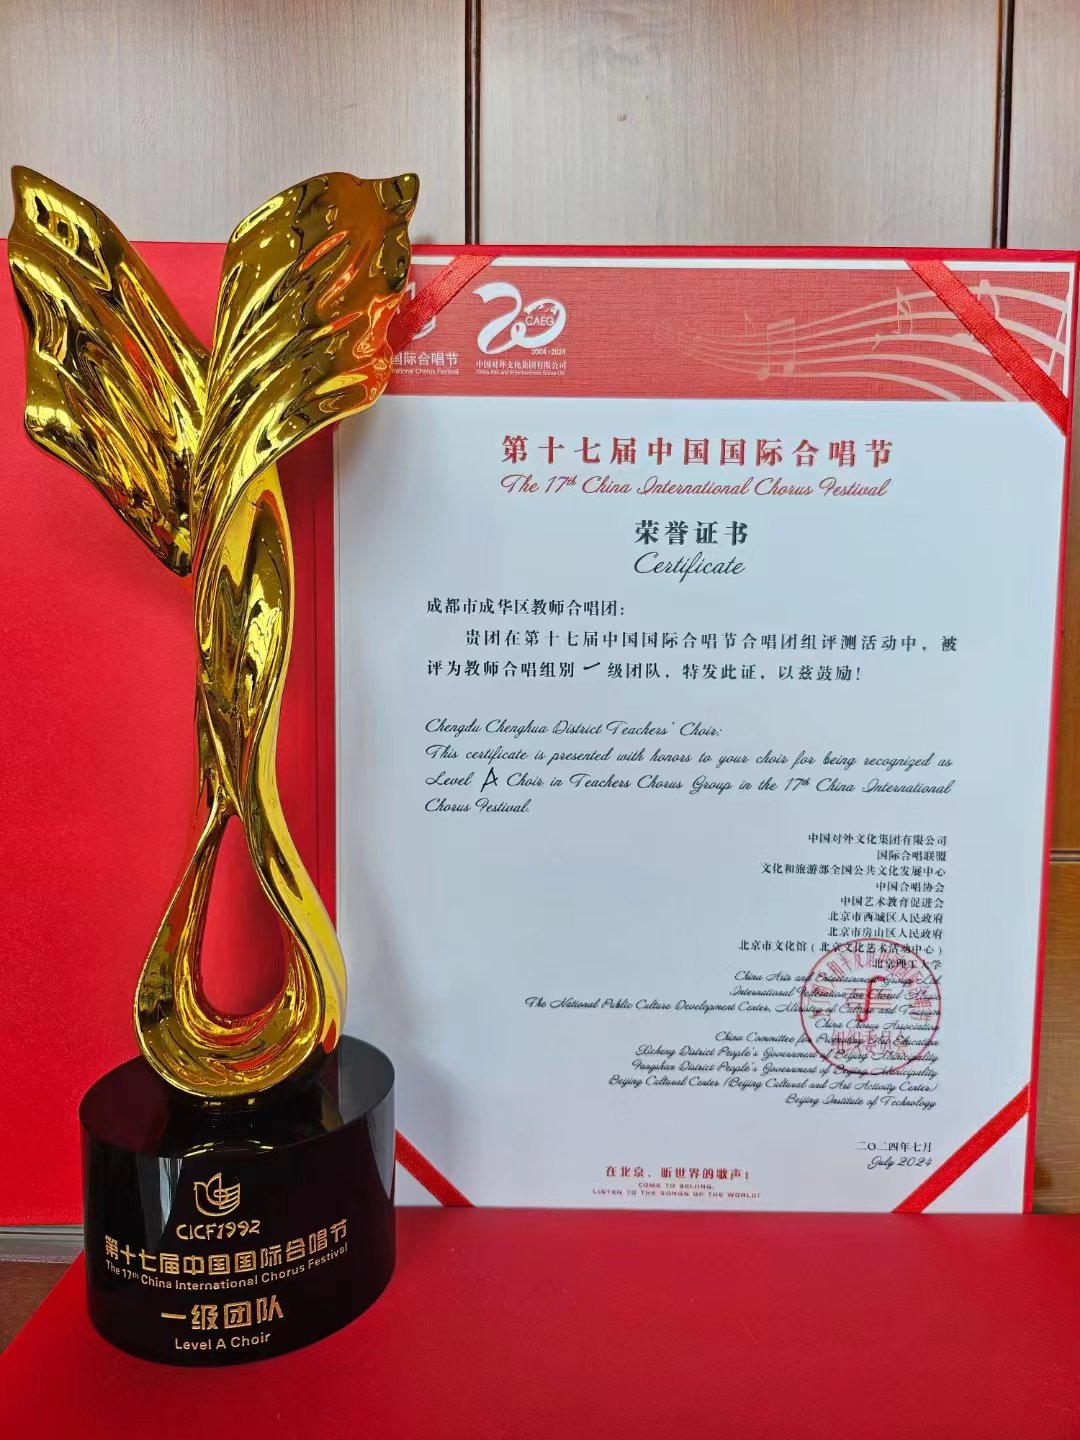 国际合唱节
national Chorus Festival
CAEG
2004-2024
中国对外文化集团有限公司
China Arts and Entertainment Group Ltd.
第十七届中国国际合唱节
The 17th China International Chorus Festival
荣誉证书
Certificate
成都市成华区教师合唱团：
贵团在第十七届中国国际合唱节合唱团组评测活动中，被
评为教师合唱组别一级团队，特发此证，以兹鼓励！
Chengdu Chenghua District Teachers' Choir:
This certificate is presented with honors to your choir for being recognized as
Level A Choir in Teachers Chorus Group in the 17th China International
Chorus Festival.
中国对外文化集团有限公司
国际合唱联盟
文化和旅游部全国公共文化发展中心
中国合唱协会
中国艺术教育促进会
北京市西城区人民政府
北京市房山区人民政府
北京市文化馆（北京文化艺术活动中心）
北京理工大学
China Arts and Entertainment Group Ltd.
International Federation for Choral Music
The National Public Culture Development Center, Ministry of Culture and Tourism
China Chorus Association
China Committee for Promoting Arts Education
Xicheng District People's Government of Beijing Municipality
Fangshan District People's Government of Beijing Municipality
Beijing Cultural Center (Beijing Cultural and Art Activity Center)
Beijing Institute of Technology
组织委员会
二〇二四年七月
July 2024
在北京，听世界的歌声！
COME TO BEIJING,
LISTEN TO THE SONGS OF THE WORLD!
CICF1992
第十七届中国国际合唱节
The 17th China International Chorus Festival
一级团队
Level A Choir